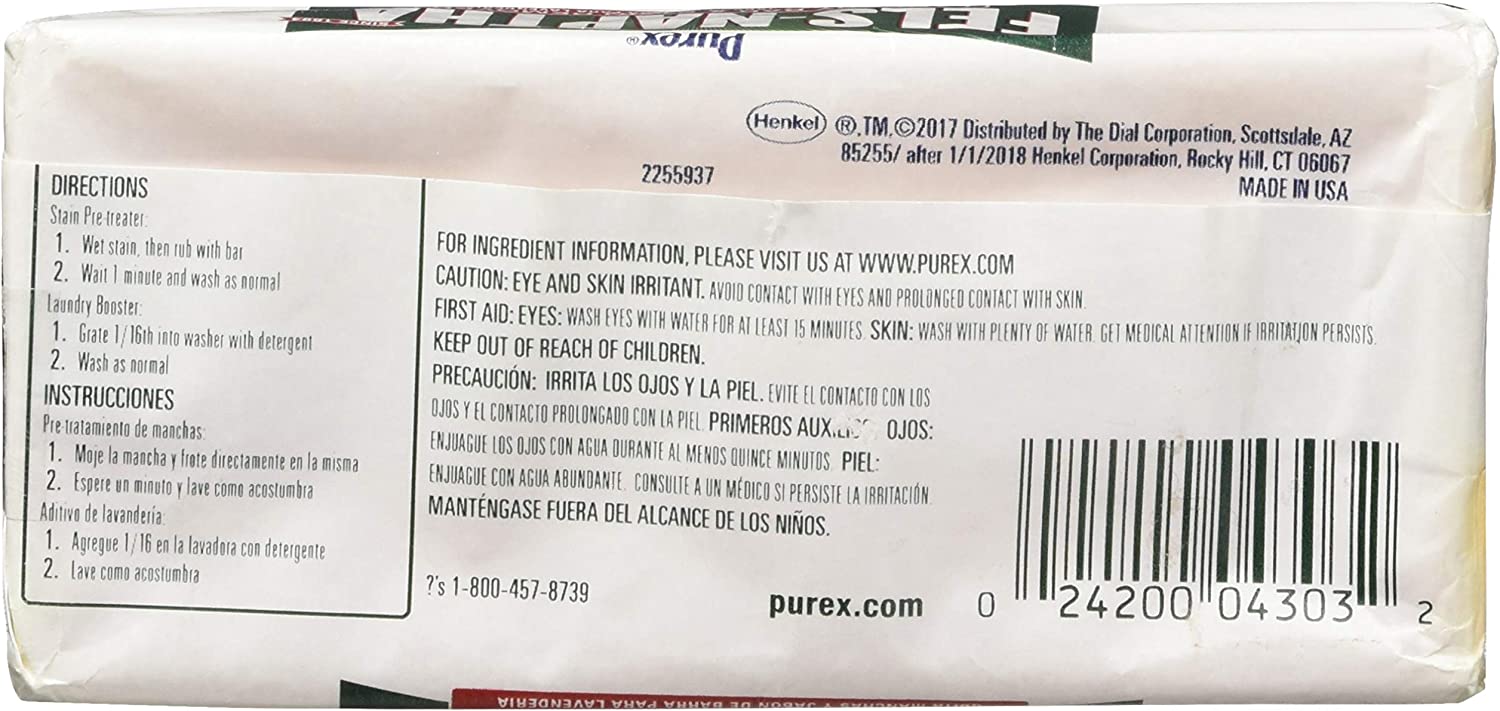 FELS-NAPTHA
Purex®
Henkel ®,TM,©2017 Distributed by The Dial Corporation, Scottsdale, AZ
85255/ after 1/1/2018 Henkel Corporation, Rocky Hill, CT 06067
MADE IN USA
2255937
DIRECTIONS
Stain Pre-treater:
1. Wet stain, then rub with bar
2. Wait 1 minute and wash as normal
Laundry Booster:
1. Grate 1/16th into washer with detergent
2. Wash as normal
INSTRUCCIONES
Pre-tratamiento de manchas:
1. Moje la mancha y frote directamente en la misma
2. Espere un minuto y lave como acostumbra
Aditivo de lavandería:
1. Agregue 1/16 en la lavadora con detergente
2. Lave como acostumbra
FOR INGREDIENT INFORMATION, PLEASE VISIT US AT WWW.PUREX.COM
CAUTION: EYE AND SKIN IRRITANT. AVOID CONTACT WITH EYES AND PROLONGED CONTACT WITH SKIN.
FIRST AID: EYES: WASH EYES WITH WATER FOR AT LEAST 15 MINUTES. SKIN: WASH WITH PLENTY OF WATER. GET MEDICAL ATTENTION IF IRRITATION PERSISTS.
KEEP OUT OF REACH OF CHILDREN.
PRECAUCIÓN: IRRITA LOS OJOS Y LA PIEL. EVITE EL CONTACTO CON LOS
OJOS Y EL CONTACTO PROLONGADO CON LA PIEL. PRIMEROS OJOS:
ENJUAGUE LOS OJOS CON AGUA DURANTE AL MENOS QUINCE MINUTOS. PIEL:
ENJUAGUE CON AGUA ABUNDANTE. CONSULTE A UN MÉDICO SI PERSISTE LA IRRITACIÓN.
MANTÉNGASE FUERA DEL ALCANCE DE LOS NIÑOS.
?'s 1-800-457-8739
purex.com
0 24200 04303 2
MANCHAS Y JABÓN DE BARRA PARA LAVANDERÍA